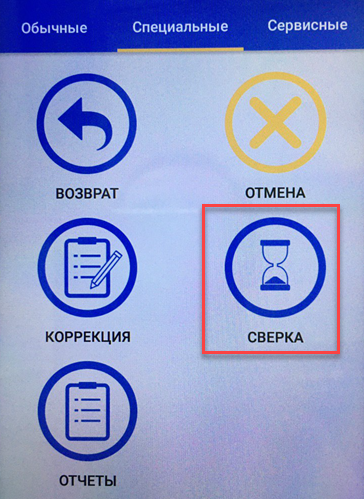 Обычные Специальные Сервисные
ВОЗВРАТ ОТМЕНА
КОРРЕКЦИЯ СВЕРКА
ОТЧЕТЫ